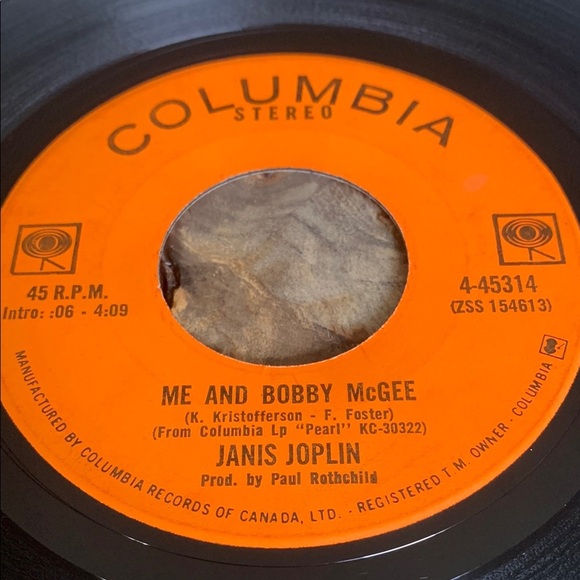 COLUMBIA
STEREO
45 R.P.M.
Intro: :06 - 4:09
4-45314
(ZSS 154613)
ME AND BOBBY McGEE
(K. Kristofferson - F. Foster)
(From Columbia Lp "Pearl" KC-30322)
JANIS JOPLIN
Prod. by Paul Rothchild
MANUFACTURED BY COLUMBIA RECORDS OF CANADA, LTD. - REGISTERED T.M. OWNER - COLUMBIA